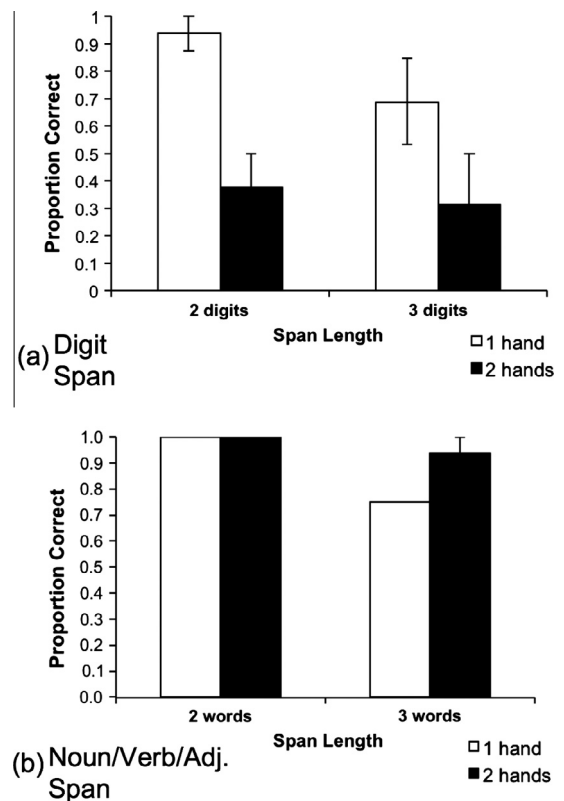 1
0.9
0.8
0.7
0.6
0.5
0.4
0.3
0.2
0.1
0
Proportion Correct
2 digits 3 digits
Span Length
(a) Digit
Span
1 hand
2 hands
1.0
0.9
0.8
0.7
0.6
0.5
0.4
0.3
0.2
0.1
0.0
Proportion Correct
2 words 3 words
Span Length
(b) Noun/Verb/Adj.
Span
1 hand
2 hands